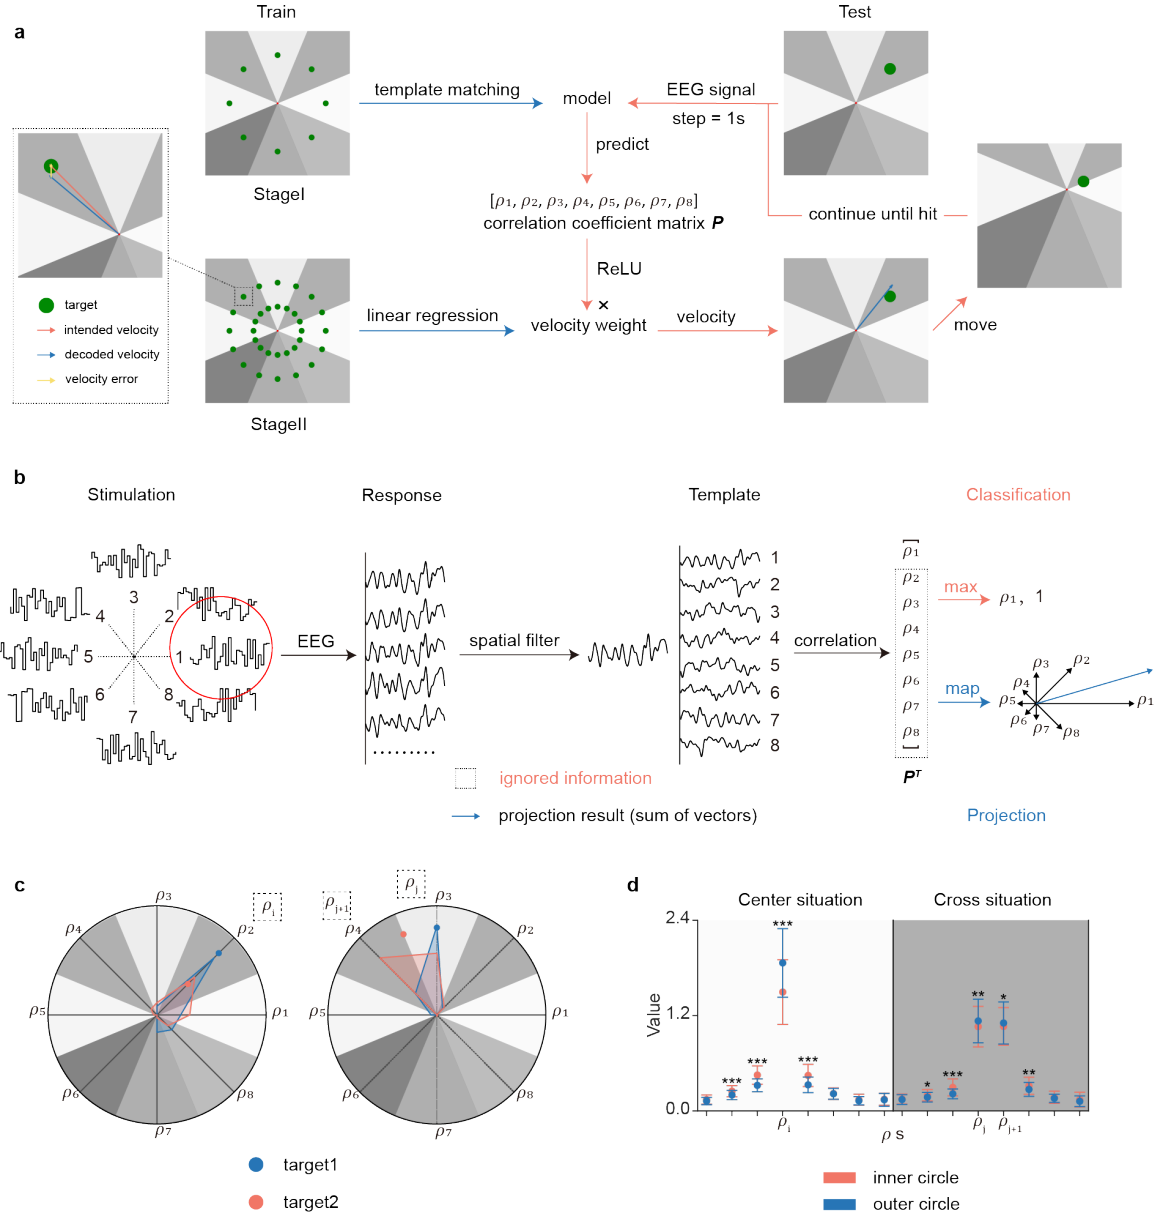 a
Train
Test
template matching
model
EEG signal
step = 1s
predict
StageI
[ρ₁, ρ₂, ρ₃, ρ₄, ρ₅, ρ₆, ρ₇, ρ₈]
correlation coefficient matrix P
continue until hit
ReLU
×
target
intended velocity
decoded velocity
velocity error
linear regression
velocity weight
velocity
move
StageII
b
Stimulation
Response
Template
Classification
3
4
2
5
1
6
8
7
EEG
spatial filter
1
2
3
4
5
6
7
8
correlation
ρ₁
ρ₂
ρ₃
ρ₄
ρ₅
ρ₆
ρ₇
ρ₈
Pᵀ
max
ρ₁, 1
map
ρ₃
ρ₂
ρ₄
ρ₅
ρ₁
ρ₆
ρ₇
ρ₈
ignored information
projection result (sum of vectors)
Projection
c
ρ₃
ρᵢ
ρ₄
ρ₂
ρ₅
ρ₁
ρ₆
ρ₈
ρ₇
ρⱼ
ρⱼ₊₁
ρ₃
ρ₄
ρ₂
ρ₅
ρ₁
ρ₆
ρ₈
ρ₇
target1
target2
d
Center situation
Cross situation
2.4
1.2
0.0
Value
***
***
***
***
*
***
**
*
**
ρᵢ
ρⱼ
ρⱼ₊₁
ρ s
inner circle
outer circle